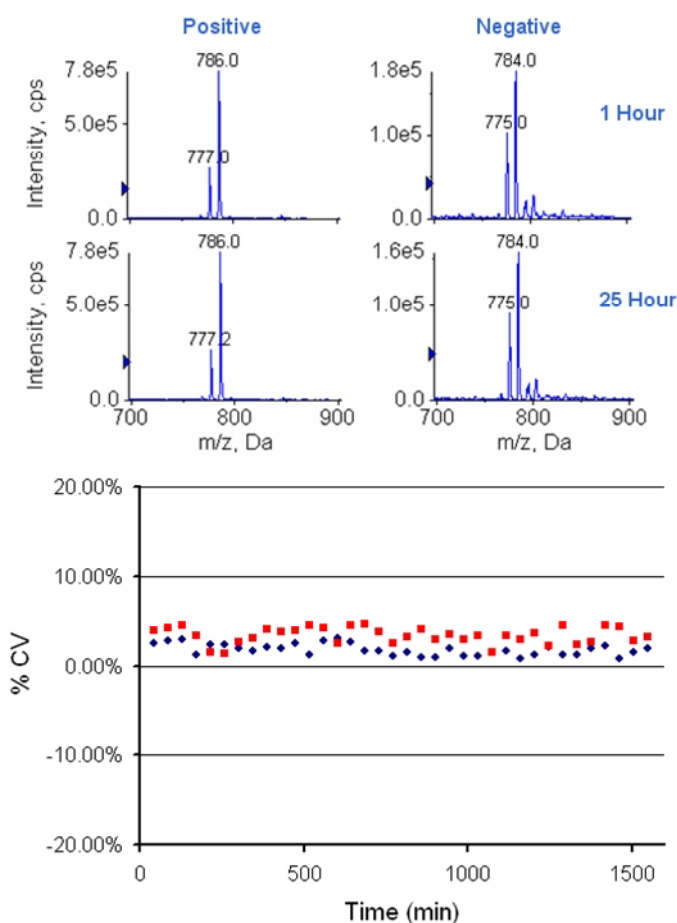 Positive
Negative
786.0
784.0
7.8e5
1.8e5
1 Hour
Intensity, cps
5.0e5
777.0
1.0e5
775.0
0.0
0.0
786.0
784.0
7.8e5
1.6e5
25 Hour
Intensity, cps
5.0e5
777.2
1.0e5
775.0
0.0
0.0
700 800 900
700 800 900
m/z, Da
m/z, Da
20.00%
10.00%
% CV
0.00%
-10.00%
-20.00%
0 500 1000 1500
Time (min)